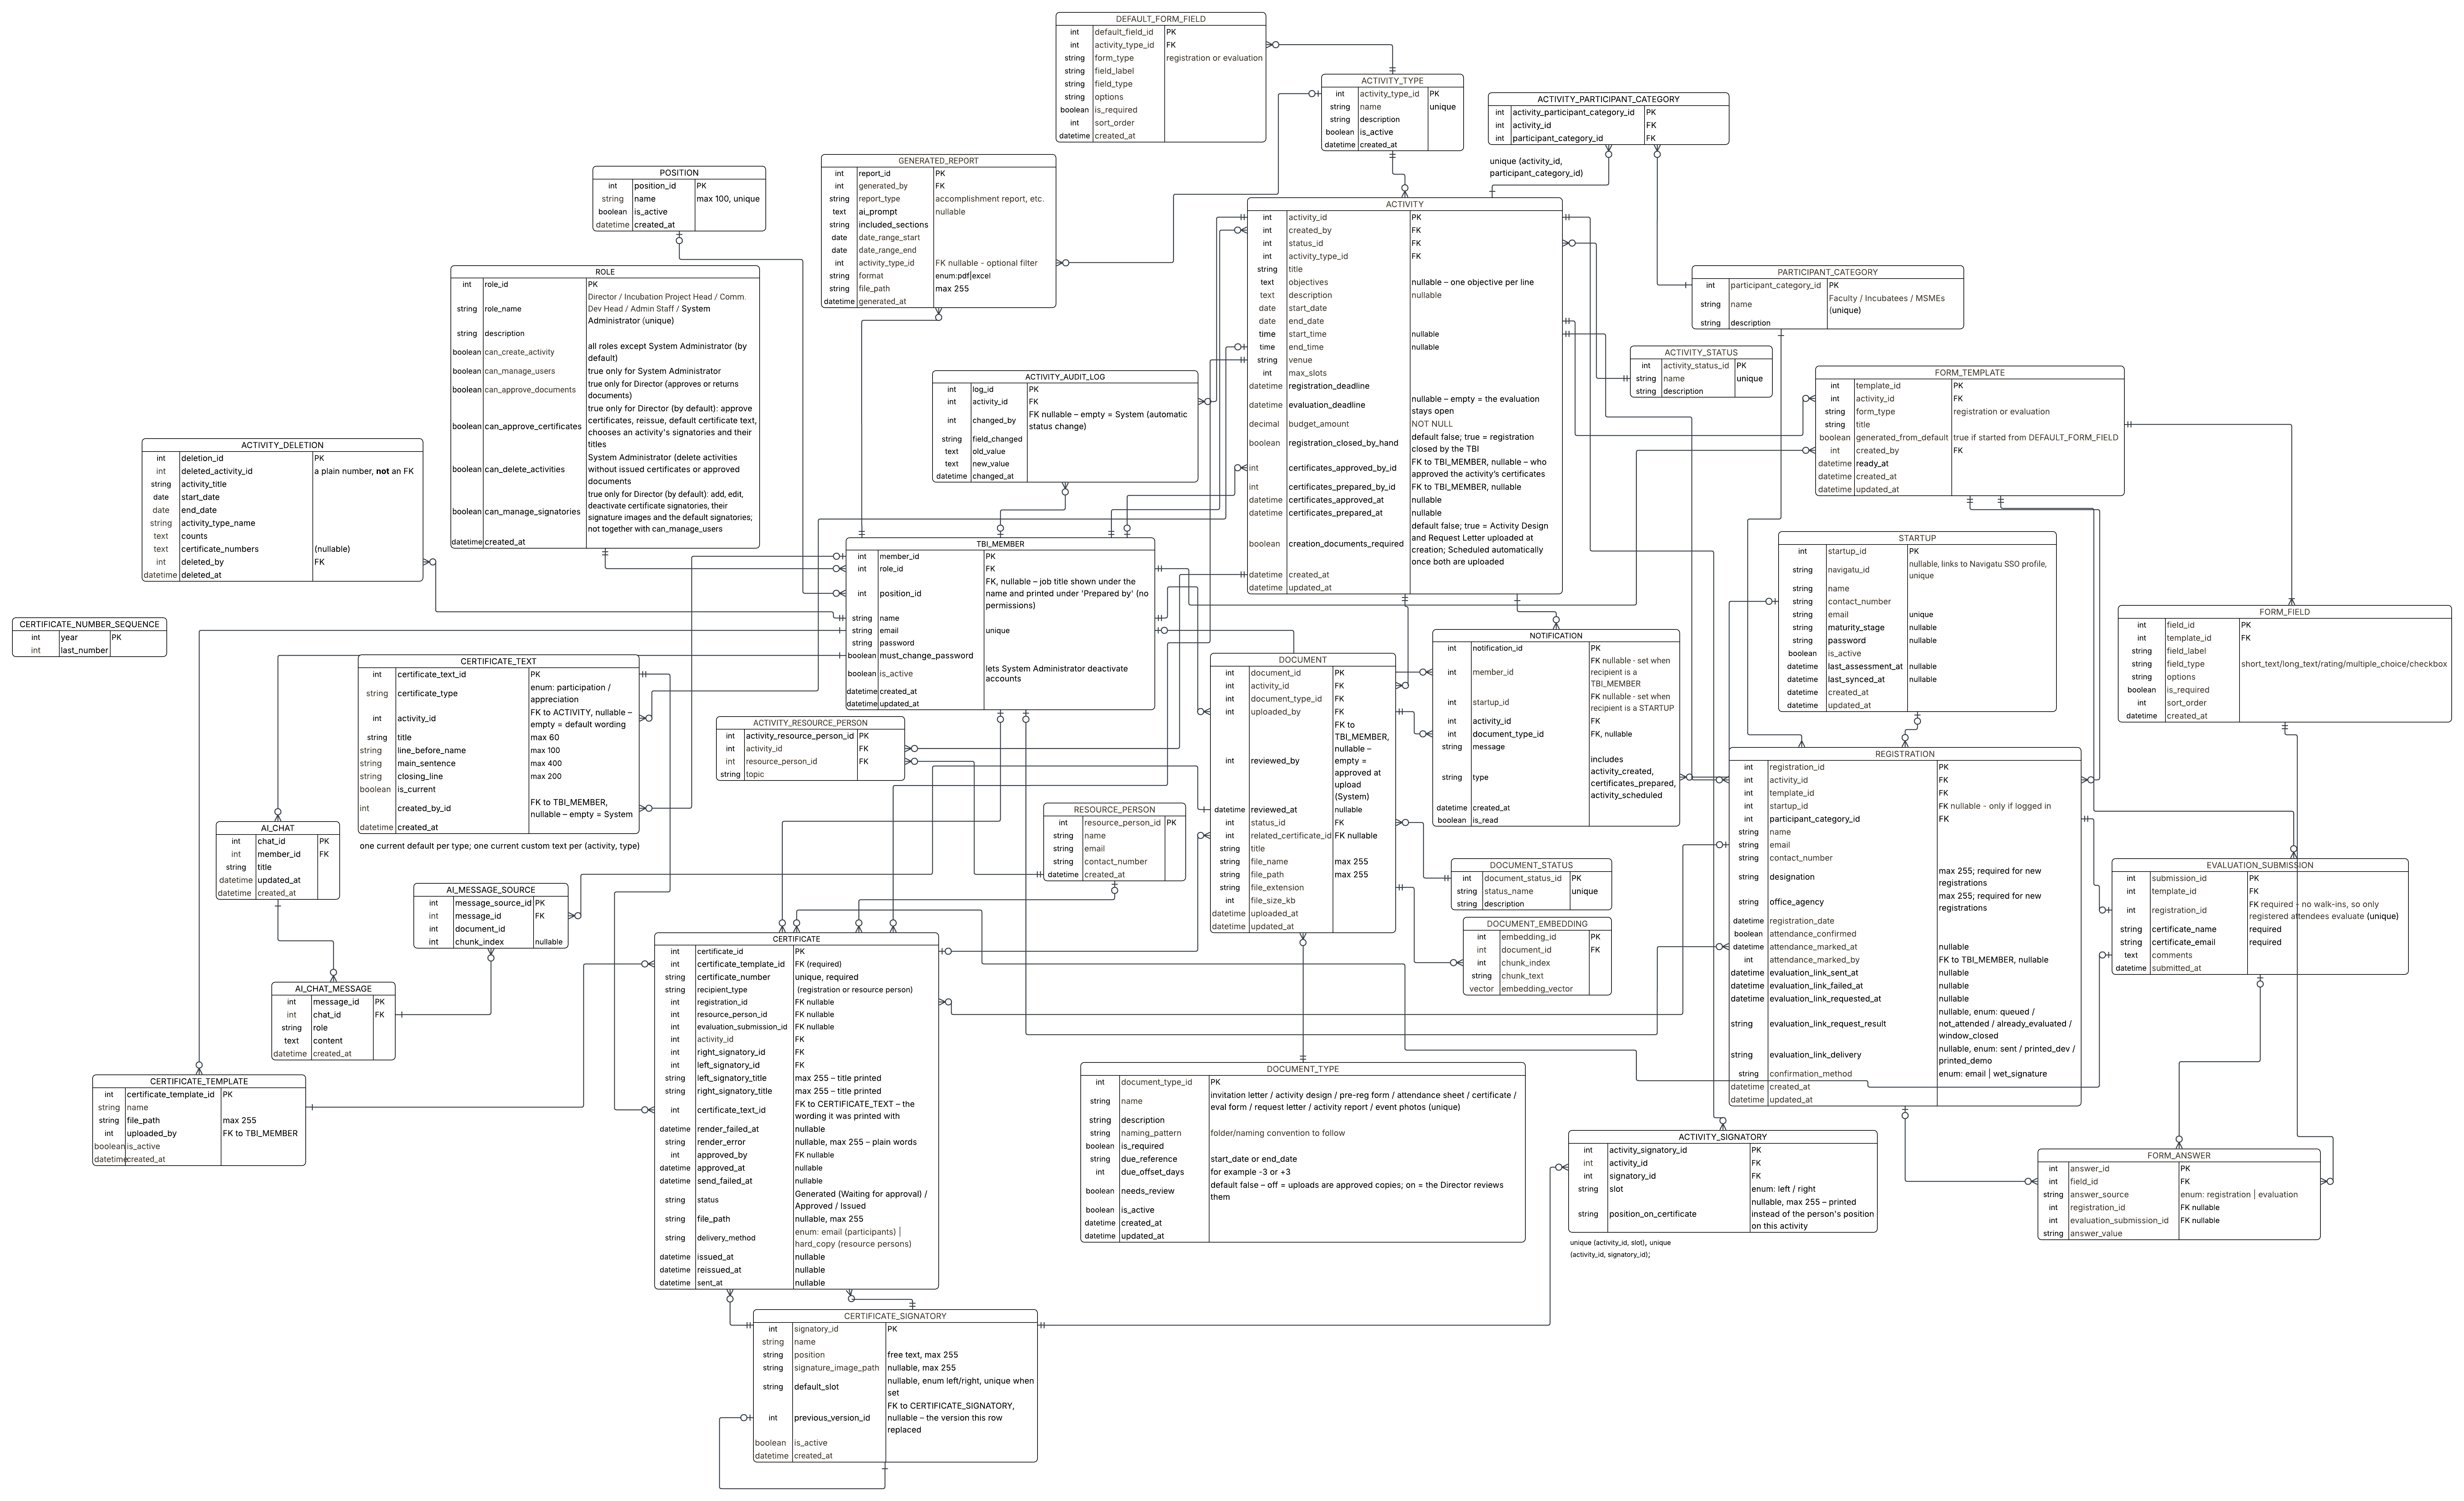 DEFAULT_FORM_FIELD
int default_field_id PK
int activity_type_id FK
string form_type registration or evaluation
string field_label
string field_type
string options
boolean is_required
int sort_order
datetime created_at
ACTIVITY_TYPE
int activity_type_id PK
string name unique
string description
boolean is_active
datetime created_at
ACTIVITY_PARTICIPANT_CATEGORY
int activity_participant_category_id PK
int activity_id FK
int participant_category_id FK
unique (activity_id,
participant_category_id)
GENERATED_REPORT
int report_id PK
int generated_by FK
string report_type accomplishment report, etc.
text ai_prompt nullable
string included_sections
date date_range_start
date date_range_end
int activity_type_id FK nullable - optional filter
string format enum:pdf|excel
string file_path max 255
datetime generated_at
POSITION
int position_id PK
string name max 100, unique
boolean is_active
datetime created_at
ACTIVITY
int activity_id PK
int created_by FK
int status_id FK
int activity_type_id FK
string title
text objectives nullable – one objective per line
text description nullable
date start_date
date end_date
time start_time nullable
time end_time nullable
string venue
int max_slots
datetime registration_deadline
datetime evaluation_deadline nullable – empty = the evaluation
stays open
decimal budget_amount NOT NULL
boolean registration_closed_by_hand default false; true = registration
closed by the TBI
int certificates_approved_by_id FK to TBI_MEMBER, nullable – who
approved the activity's certificates
int certificates_prepared_by_id FK to TBI_MEMBER, nullable
datetime certificates_approved_at nullable
datetime certificates_prepared_at nullable
boolean creation_documents_required default false; true = Activity Design
and Request Letter uploaded at
creation; Scheduled automatically
once both are uploaded
datetime created_at
datetime updated_at
ROLE
int role_id PK
string role_name Director / Incubation Project Head / Comm.
Dev Head / Admin Staff / System
Administrator (unique)
string description
boolean can_create_activity all roles except System Administrator (by
default)
boolean can_manage_users true only for System Administrator
boolean can_approve_documents true only for Director (approves or returns
documents)
boolean can_approve_certificates true only for Director (by default): approve
certificates, reissue, default certificate text,
chooses an activity's signatories and their
titles
boolean can_delete_activities System Administrator (delete activities
without issued certificates or approved
documents
boolean can_manage_signatories true only for Director (by default): add, edit,
deactivate certificate signatories, their
signature images and the default signatories;
not together with can_manage_users
datetime created_at
PARTICIPANT_CATEGORY
int participant_category_id PK
string name Faculty / Incubatees / MSMEs
(unique)
string description
ACTIVITY_STATUS
int activity_status_id PK
string name unique
string description
FORM_TEMPLATE
int template_id PK
int activity_id FK
string form_type registration or evaluation
string title
boolean generated_from_default true if started from DEFAULT_FORM_FIELD
int created_by FK
datetime ready_at
datetime created_at
datetime updated_at
ACTIVITY_AUDIT_LOG
int log_id PK
int activity_id FK
int changed_by FK nullable – empty = System (automatic
status change)
string field_changed
text old_value
text new_value
datetime changed_at
ACTIVITY_DELETION
int deletion_id PK
int deleted_activity_id a plain number, not an FK
string activity_title
date start_date
date end_date
string activity_type_name
text counts
text certificate_numbers (nullable)
int deleted_by FK
datetime deleted_at
CERTIFICATE_NUMBER_SEQUENCE
int year PK
int last_number
TBI_MEMBER
int member_id PK
int role_id FK
int position_id FK, nullable – job title shown under the
name and printed under 'Prepared by' (no
permissions)
string name
string email unique
string password
boolean must_change_password
boolean is_active lets System Administrator deactivate
accounts
datetime created_at
datetime updated_at
STARTUP
int startup_id PK
string navigatu_id nullable, links to Navigatu SSO profile,
unique
string name
string contact_number
string email unique
string maturity_stage nullable
string password nullable
boolean is_active
datetime last_assessment_at nullable
datetime last_synced_at nullable
datetime created_at
datetime updated_at
FORM_FIELD
int field_id PK
int template_id FK
string field_label
string field_type short_text/long_text/rating/multiple_choice/checkbox
string options
boolean is_required
int sort_order
datetime created_at
NOTIFICATION
int notification_id PK
int member_id FK nullable - set when
recipient is a
TBI_MEMBER
int startup_id FK nullable - set when
recipient is a STARTUP
int activity_id FK
int document_type_id FK, nullable
string message
string type includes
activity_created,
certificates_prepared,
activity_scheduled
datetime created_at
boolean is_read
DOCUMENT
int document_id PK
int activity_id FK
int document_type_id FK
int uploaded_by FK
int reviewed_by FK to
TBI_MEMBER,
nullable –
empty =
approved at
upload
(System)
datetime reviewed_at nullable
int status_id FK
int related_certificate_id FK nullable
string title
string file_name max 255
string file_path max 255
string file_extension
int file_size_kb
datetime uploaded_at
datetime updated_at
CERTIFICATE_TEXT
int certificate_text_id PK
string certificate_type enum: participation /
appreciation
int activity_id FK to ACTIVITY, nullable –
empty = default wording
string title max 60
string line_before_name max 100
string main_sentence max 400
string closing_line max 200
boolean is_current
int created_by_id FK to TBI_MEMBER,
nullable – empty = System
datetime created_at
one current default per type; one current custom text per (activity, type)
ACTIVITY_RESOURCE_PERSON
int activity_resource_person_id PK
int activity_id FK
int resource_person_id FK
string topic
RESOURCE_PERSON
int resource_person_id PK
string name
string email
string contact_number
datetime created_at
AI_CHAT
int chat_id PK
int member_id FK
string title
datetime updated_at
datetime created_at
AI_MESSAGE_SOURCE
int message_source_id PK
int message_id FK
int document_id
int chunk_index nullable
AI_CHAT_MESSAGE
int message_id PK
int chat_id FK
string role
text content
datetime created_at
CERTIFICATE_TEMPLATE
int certificate_template_id PK
string name
string file_path max 255
int uploaded_by FK to TBI_MEMBER
boolean is_active
datetime created_at
CERTIFICATE
int certificate_id PK
int certificate_template_id FK (required)
string certificate_number unique, required
string recipient_type (registration or resource person)
int registration_id FK nullable
int resource_person_id FK nullable
int evaluation_submission_id FK nullable
int activity_id FK
int right_signatory_id FK
int left_signatory_id FK
string left_signatory_title max 255 – title printed
string right_signatory_title max 255 – title printed
int certificate_text_id FK to CERTIFICATE_TEXT – the
wording it was printed with
datetime render_failed_at nullable
string render_error nullable, max 255 – plain words
int approved_by FK nullable
datetime approved_at nullable
datetime send_failed_at nullable
string status Generated (Waiting for approval) /
Approved / Issued
string file_path nullable, max 255
string delivery_method enum: email (participants) |
hard_copy (resource persons)
datetime issued_at nullable
datetime reissued_at nullable
datetime sent_at nullable
DOCUMENT_STATUS
int document_status_id PK
string status_name unique
string description
DOCUMENT_EMBEDDING
int embedding_id PK
int document_id FK
int chunk_index
string chunk_text
vector embedding_vector
REGISTRATION
int registration_id PK
int activity_id FK
int template_id FK
int startup_id FK nullable - only if logged in
int participant_category_id FK
string name
string email
string contact_number
string designation max 255; required for new
registrations
string office_agency max 255; required for new
registrations
datetime registration_date
boolean attendance_confirmed
datetime attendance_marked_at nullable
int attendance_marked_by FK to TBI_MEMBER, nullable
datetime evaluation_link_sent_at nullable
datetime evaluation_link_failed_at nullable
datetime evaluation_link_requested_at nullable
string evaluation_link_request_result nullable, enum: queued /
not_attended / already_evaluated /
window_closed
string evaluation_link_delivery nullable, enum: sent / printed_dev /
printed_demo
string confirmation_method enum: email | wet_signature
datetime created_at
datetime updated_at
EVALUATION_SUBMISSION
int submission_id PK
int template_id FK
int registration_id FK required - no walk-ins, so only
registered attendees evaluate (unique)
string certificate_name required
string certificate_email required
text comments
datetime submitted_at
DOCUMENT_TYPE
int document_type_id PK
string name invitation letter / activity design / pre-reg form / attendance sheet / certificate /
eval form / request letter / activity report / event photos (unique)
string description
string naming_pattern folder/naming convention to follow
boolean is_required
string due_reference start_date or end_date
int due_offset_days for example -3 or +3
boolean needs_review default false – off = uploads are approved copies; on = the Director reviews
them
boolean is_active
datetime created_at
datetime updated_at
ACTIVITY_SIGNATORY
int activity_signatory_id PK
int activity_id FK
int signatory_id FK
string slot enum: left / right
string position_on_certificate nullable, max 255 – printed
instead of the person's position
on this activity
unique (activity_id, slot), unique
(activity_id, signatory_id);
FORM_ANSWER
int answer_id PK
int field_id FK
string answer_source enum: registration | evaluation
int registration_id FK nullable
int evaluation_submission_id FK nullable
string answer_value
CERTIFICATE_SIGNATORY
int signatory_id PK
string name
string position free text, max 255
string signature_image_path nullable, max 255
string default_slot nullable, enum left/right, unique when
set
int previous_version_id FK to CERTIFICATE_SIGNATORY,
nullable – the version this row
replaced
boolean is_active
datetime created_at